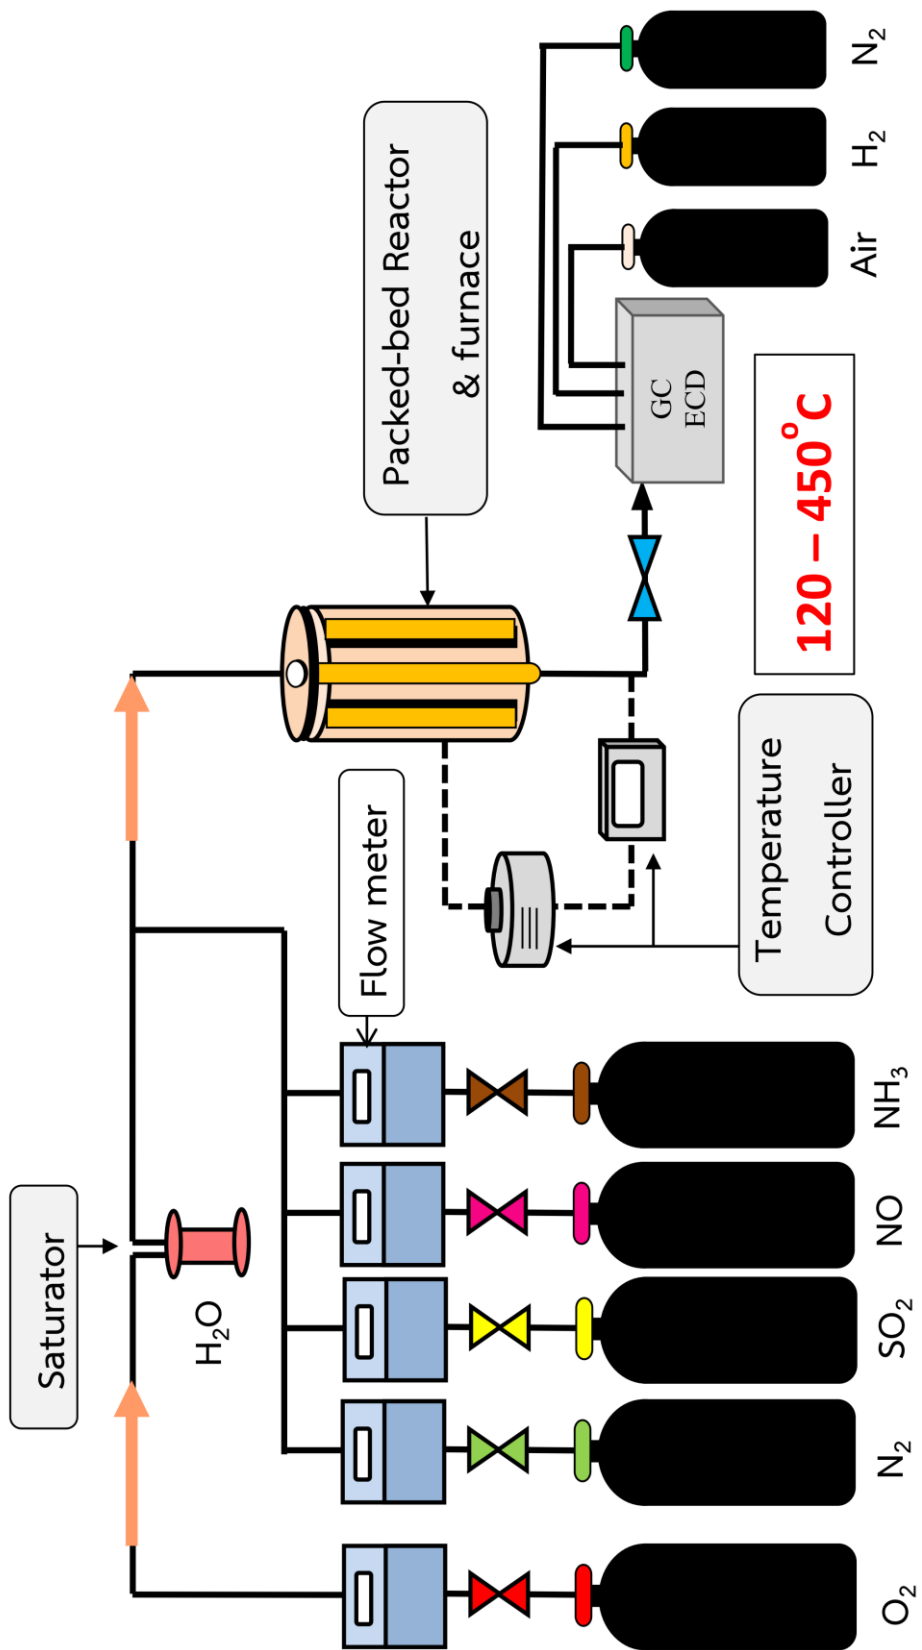 Saturator
H₂O
Flow meter
Packed-bed Reactor
& furnace
GC
ECD
120 – 450°C
Temperature
Controller
O₂
N₂
SO₂
NO
NH₃
Air
H₂
N₂